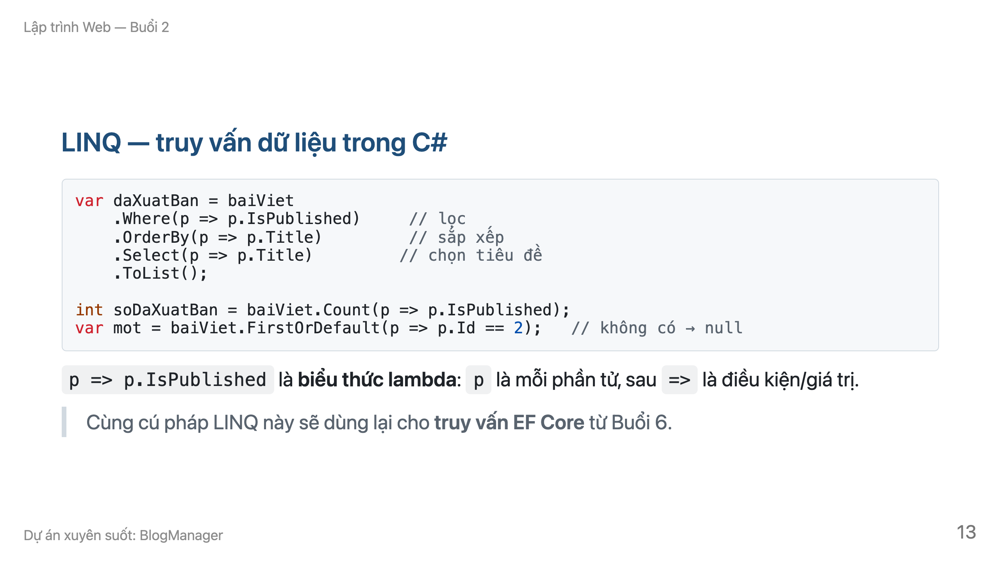 Lập trình Web — Buổi 2
LINQ — truy vấn dữ liệu trong C#
var daXuatBan = baiViet
    .Where(p => p.IsPublished)     // lọc
    .OrderBy(p => p.Title)         // sắp xếp
    .Select(p => p.Title)         // chọn tiêu đề
    .ToList();
int soDaXuatBan = baiViet.Count(p => p.IsPublished);
var mot = baiViet.FirstOrDefault(p => p.Id == 2);   // không có → null
p => p.IsPublished là biểu thức lambda: p là mỗi phần tử, sau => là điều kiện/giá trị.
Cùng cú pháp LINQ này sẽ dùng lại cho truy vấn EF Core từ Buổi 6.
Dự án xuyên suốt: BlogManager
13